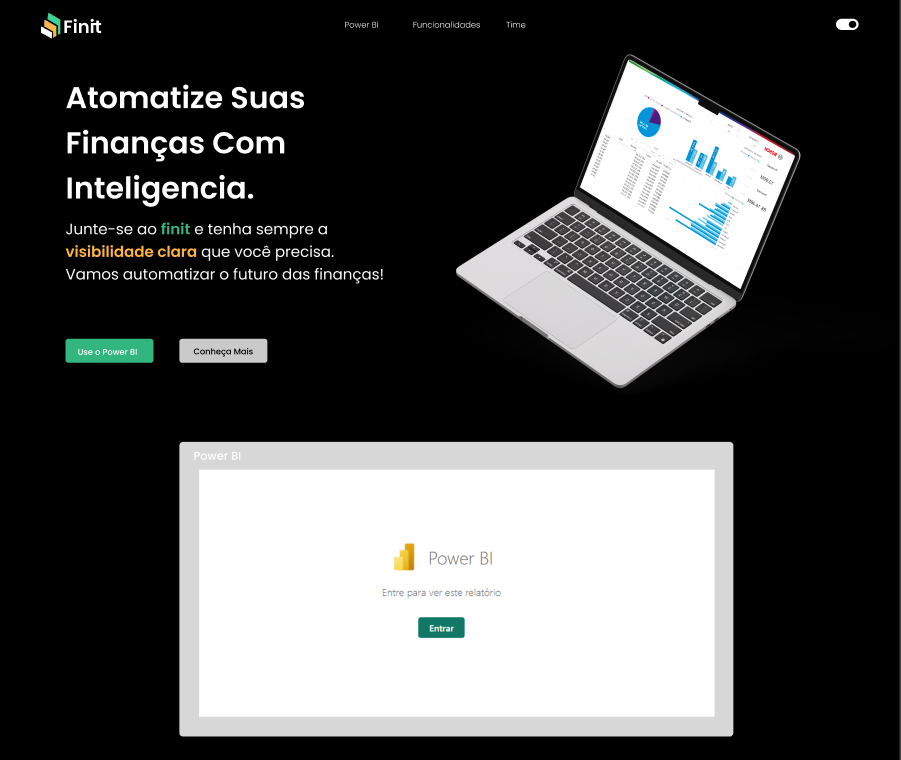 Finit
Power Bi
Funcionalidades
Time
Atomatize Suas
Finanças Com
Inteligencia.
Junte-se ao finit e tenha sempre a
visibilidade clara que você precisa.
Vamos automatizar o futuro das finanças!
Use o Power BI
Conheça Mais
Power BI
Power BI
Entre para ver este relatório
Entrar